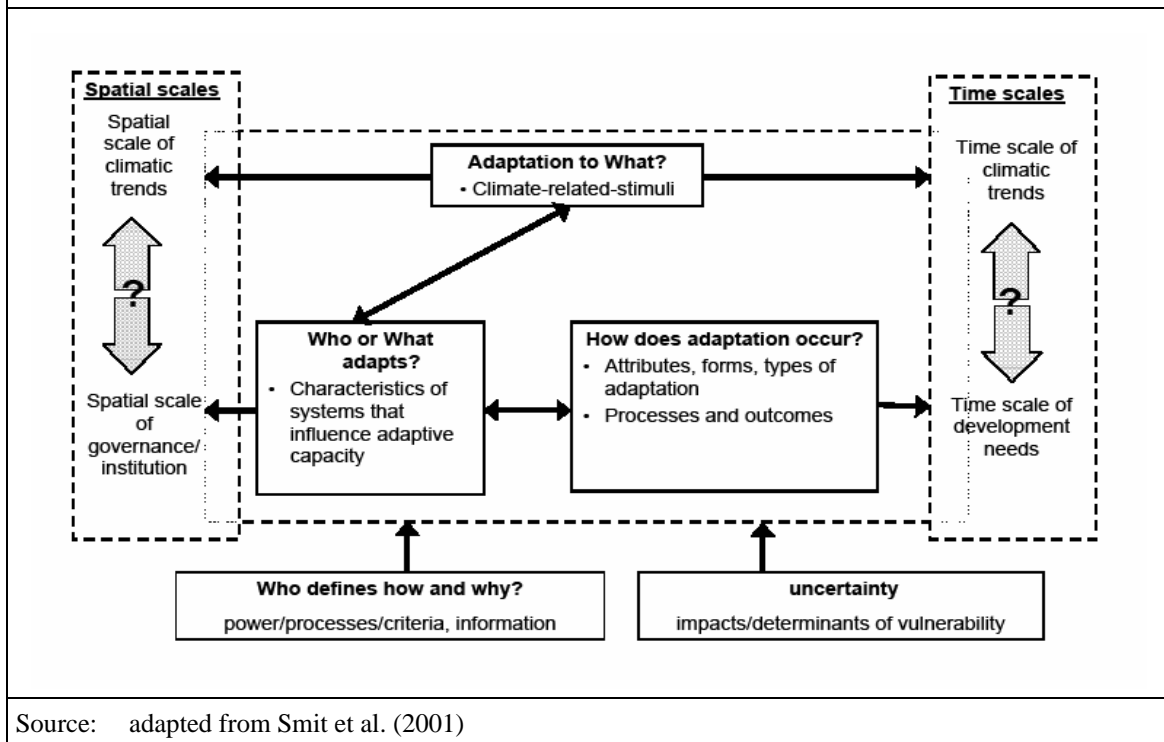 Spatial scales
Spatial
scale of
climatic
trends
?
Spatial scale
of
governance/
institution
Adaptation to What?
• Climate-related-stimuli
Who or What
adapts?
• Characteristics of
systems that
influence adaptive
capacity
How does adaptation occur?
• Attributes, forms, types of
adaptation
• Processes and outcomes
Time scales
Time scale of
climatic
trends
?
Time scale of
development
needs
Who defines how and why?
power/processes/criteria, information
uncertainty
impacts/determinants of vulnerability
Source: adapted from Smit et al. (2001)